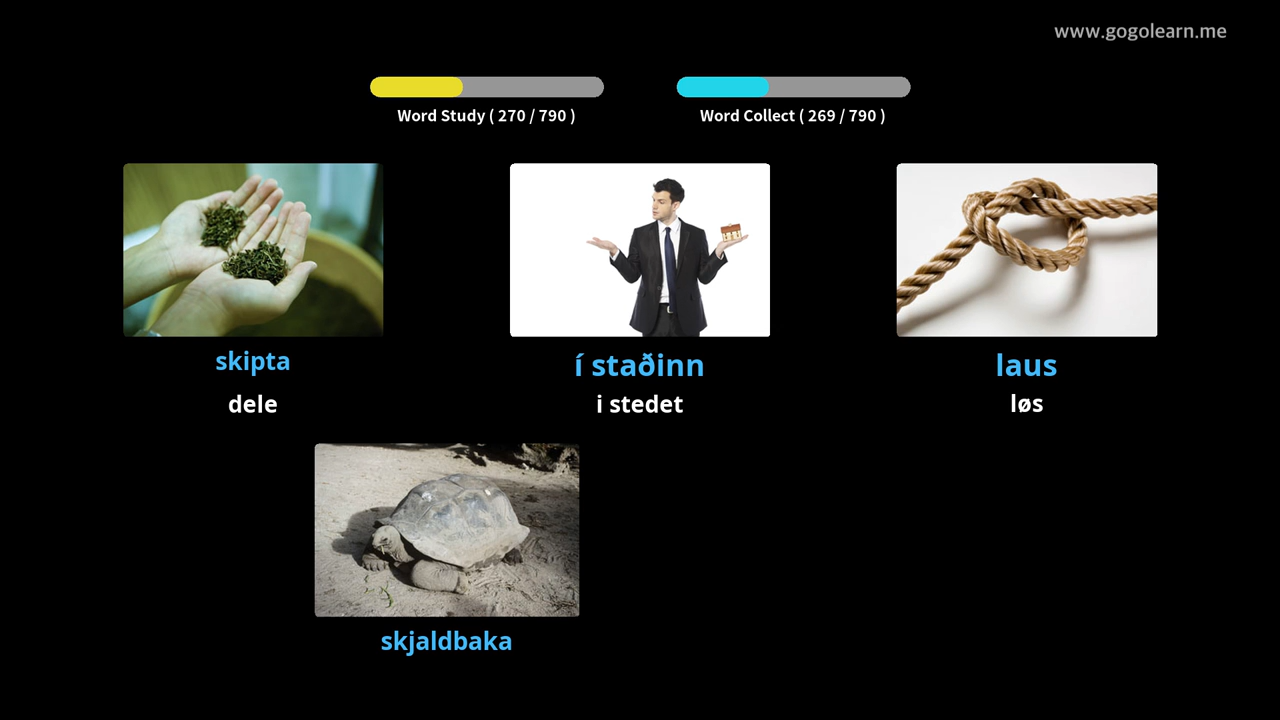 www.gogolearn.me
Word Study ( 270 / 790 )
Word Collect ( 269 / 790 )
skipta
í staðinn
laus
dele
i stedet
løs
skjaldbaka